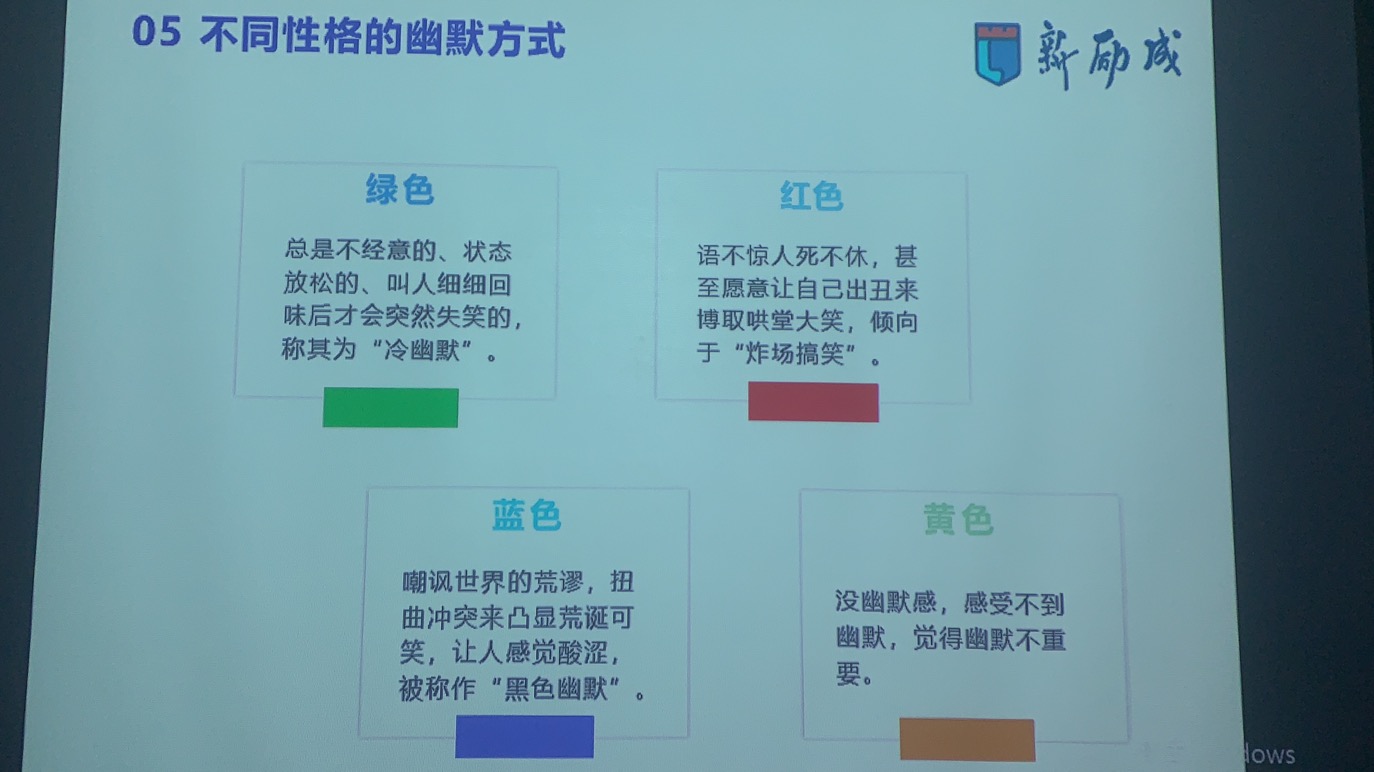 05 不同性格的幽默方式
新励成
绿色
总是不经意的、状态
放松的、叫人细细回
味后才会突然失笑的，
称其为“冷幽默”。
红色
语不惊人死不休，甚
至愿意让自己出丑来
博取哄堂大笑，倾向
于“炸场搞笑”。
蓝色
嘲讽世界的荒谬，扭
曲冲突来凸显荒诞可
笑，让人感觉酸涩，
被称作“黑色幽默”。
黄色
没幽默感，感受不到
幽默，觉得幽默不重
要。
dows